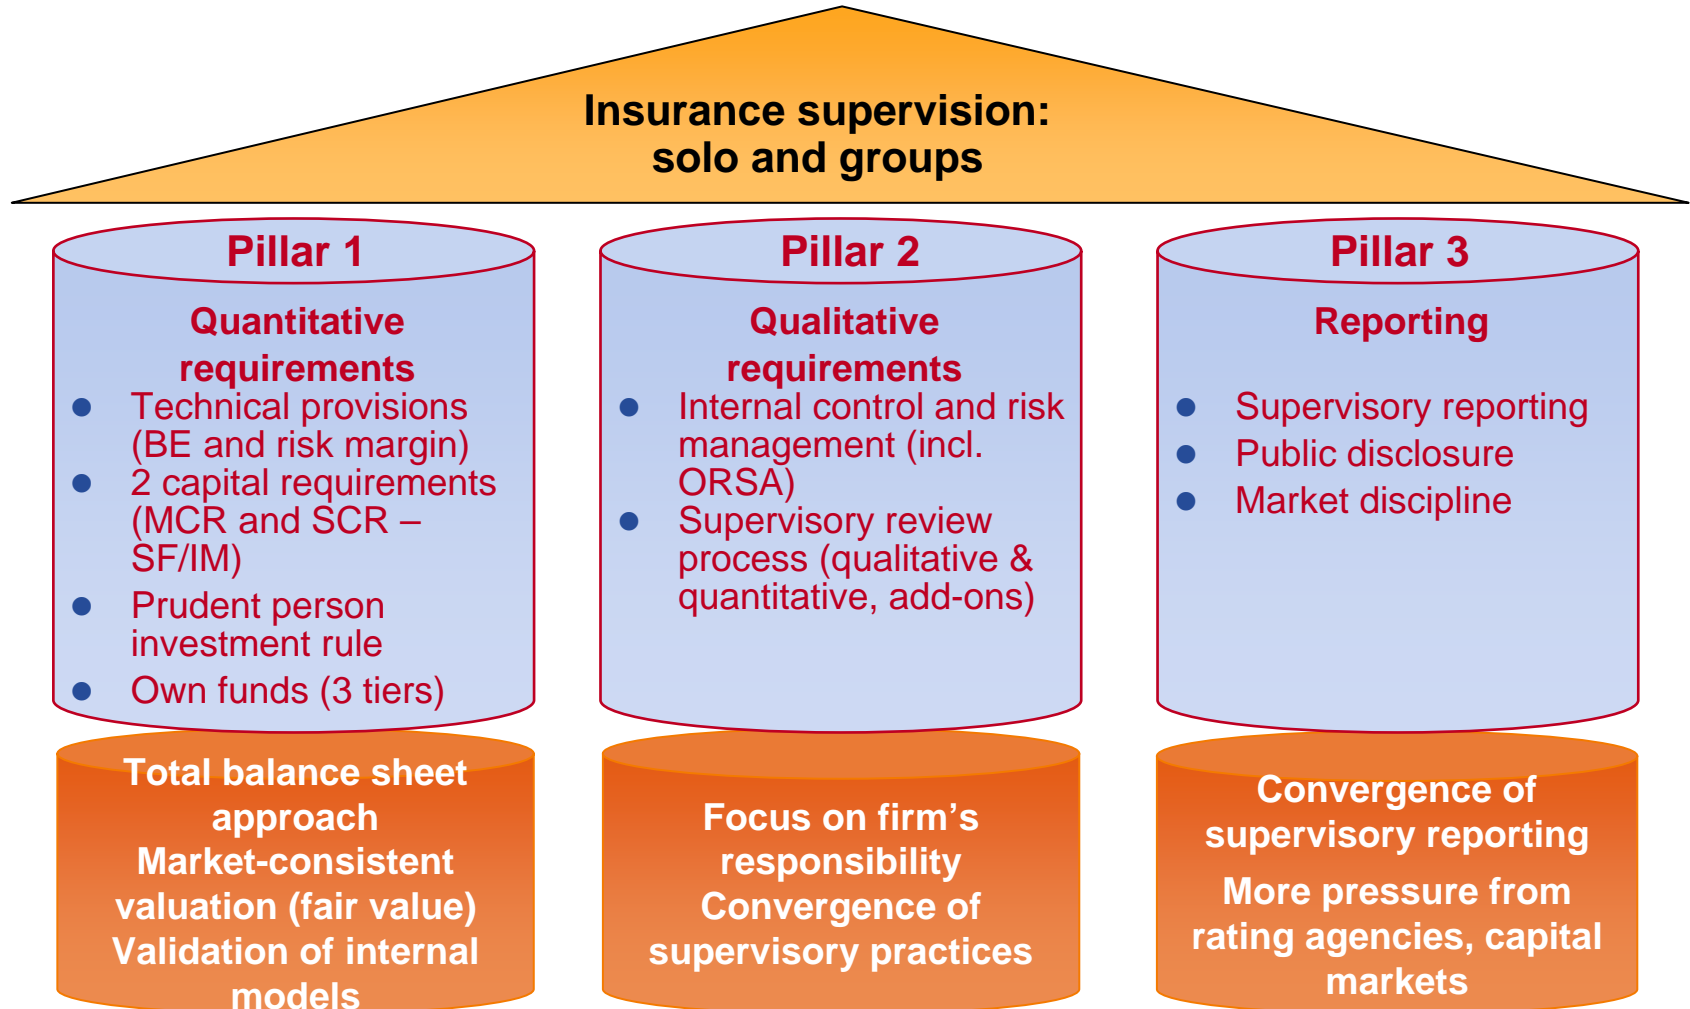 Insurance supervision:
solo and groups
Pillar 1
Quantitative
requirements
● Technical provisions
(BE and risk margin)
● 2 capital requirements
(MCR and SCR –
SF/IM)
● Prudent person
investment rule
● Own funds (3 tiers)
Total balance sheet
approach
Market-consistent
valuation (fair value)
Validation of internal
models
Pillar 2
Qualitative
requirements
● Internal control and risk
management (incl.
ORSA)
● Supervisory review
process (qualitative &
quantitative, add-ons)
Focus on firm’s
responsibility
Convergence of
supervisory practices
Pillar 3
Reporting
● Supervisory reporting
● Public disclosure
● Market discipline
Convergence of
supervisory reporting
More pressure from
rating agencies, capital
markets